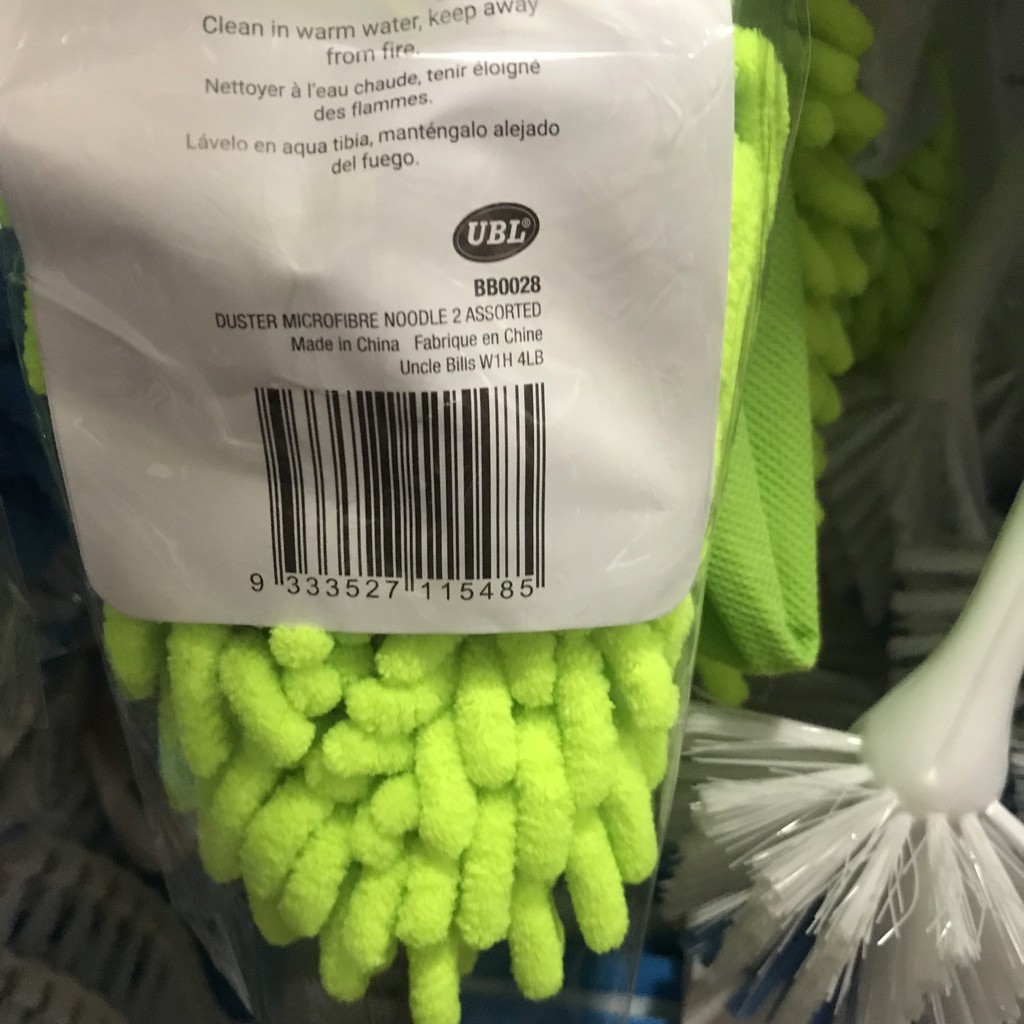 Clean in warm water, keep away
from fire.
Nettoyer à l'eau chaude, tenir éloigné
des flammes.
Lávelo en aqua tibia, manténgalo alejado
del fuego.
UBL®
BB0028
DUSTER MICROFIBRE NOODLE 2 ASSORTED
Made in China Fabrique en Chine
Uncle Bills W1H 4LB
9 333527 115485